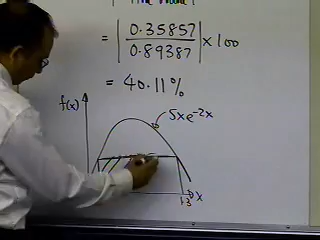 = | 0.35857 / 0.89387 | × 100
= 40.11%
f(x)
5xe^-2x
x
1.3